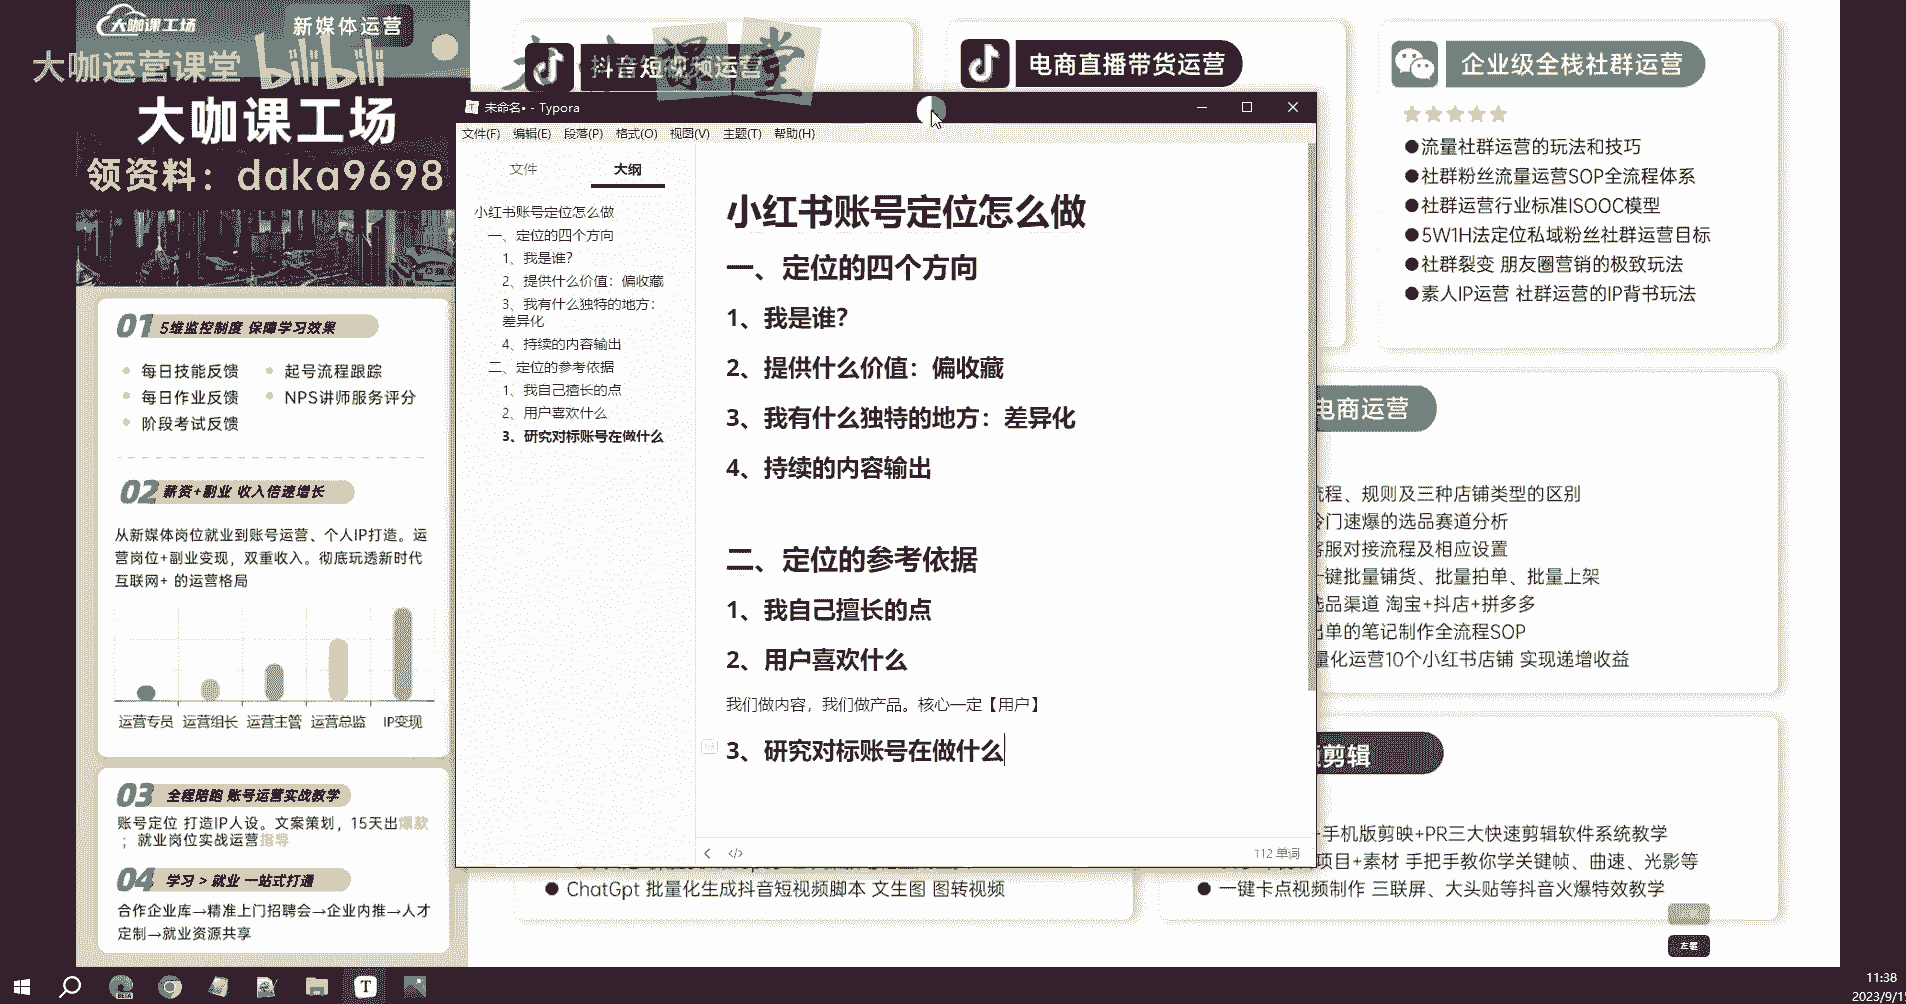 大咖课工场
新媒体运营
大咖运营课堂 bilibili
大咖课工场
领资料：daka9698
01 5维监控制度 保障学习效果
每日技能反馈
起号流程跟踪
每日作业反馈
NPS讲师服务评分
阶段考试反馈
02 薪资+副业 收入倍速增长
从新媒体岗位就业到账号运营、个人IP打造。运
营岗位+副业变现，双重收入。彻底玩透新时代
互联网+ 的运营格局
运营专员 运营组长 运营主管 运营总监 IP变现
03 全程陪跑 账号运营实战教学
账号定位 打造IP人设。文案策划，15天出爆款
；就业岗位实战运营指导
04 学习 > 就业 一站式打通
合作企业库→精准上门招聘会→企业内推→人才
定制→就业资源共享
抖音短视频运营
课堂
电商直播带货运营
企业级全栈社群运营
●流量社群运营的玩法和技巧
●社群粉丝流量运营SOP全流程体系
●社群运营行业标准ISOOC模型
●5W1H法定位私域粉丝社群运营目标
●社群裂变 朋友圈营销的极致玩法
●素人IP运营 社群运营的IP背书玩法
未命名• - Typora
文件(F) 编辑(E) 段落(P) 格式(O) 视图(V) 主题(T) 帮助(H)
文件 大纲
小红书账号定位怎么做
一、定位的四个方向
1、我是谁？
2、提供什么价值：偏收藏
3、我有什么独特的地方：
差异化
4、持续的内容输出
二、定位的参考依据
1、我自己擅长的点
2、用户喜欢什么
3、研究对标账号在做什么
小红书账号定位怎么做
一、定位的四个方向
1、我是谁？
2、提供什么价值：偏收藏
3、我有什么独特的地方：差异化
4、持续的内容输出
二、定位的参考依据
1、我自己擅长的点
2、用户喜欢什么
我们做内容，我们做产品。核心一定【用户】
3、研究对标账号在做什么
112 单词
电商运营
流程、规则及三种店铺类型的区别
冷门速爆的选品赛道分析
客服对接流程及相应设置
一键批量铺货、批量拍单、批量上架
选品渠道 淘宝+抖店+拼多多
出单的笔记制作全流程SOP
量化运营10个小红书店铺 实现递增收益
剪辑
手机版剪映+PR三大快速剪辑软件系统教学
项目+素材 手把手教你学关键帧、曲速、光影等
● ChatGpt 批量化生成抖音短视频脚本 文生图 图转视频
● 一键卡点视频制作 三联屏、大头贴等抖音火爆特效教学
左键
11:38
2023/9/1